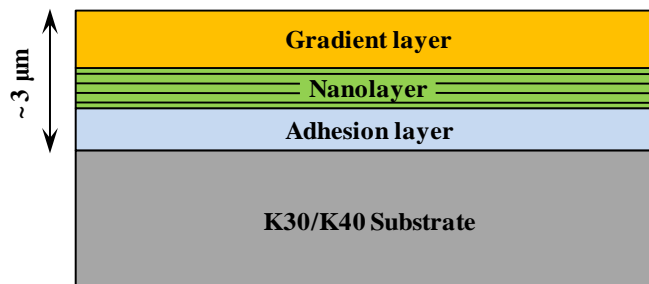 ~ 3 µm
Gradient layer
Nanolayer
Adhesion layer
K30/K40 Substrate